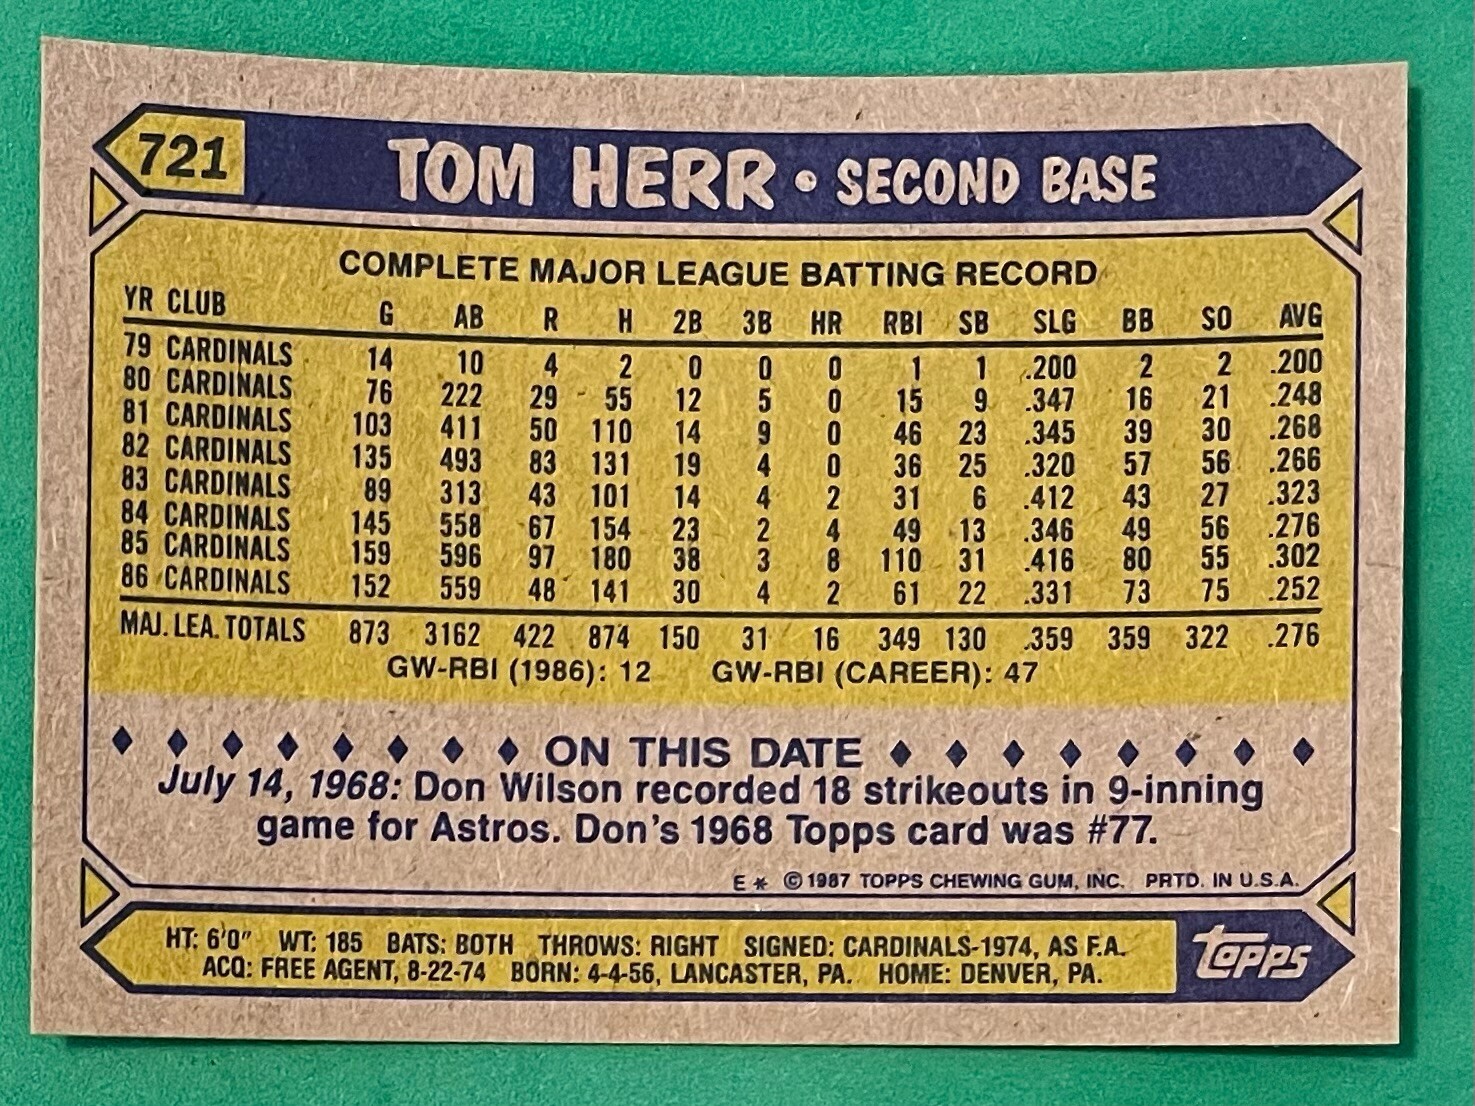 721 TOM HERR • SECOND BASE
COMPLETE MAJOR LEAGUE BATTING RECORD
YR CLUB G AB R H 2B 3B HR RBI SB SLG BB SO AVG
79 CARDINALS 14 10 4 2 0 0 0 1 1 .200 2 2 .200
80 CARDINALS 76 222 29 55 12 5 0 15 9 .347 16 21 .248
81 CARDINALS 103 411 50 110 14 9 0 46 23 .345 39 30 .268
82 CARDINALS 135 493 83 131 19 4 0 36 25 .320 57 56 .266
83 CARDINALS 89 313 43 101 14 4 2 31 6 .412 43 27 .323
84 CARDINALS 145 558 67 154 23 2 4 49 13 .346 49 56 .276
85 CARDINALS 159 596 97 180 38 3 8 110 31 .416 80 55 .302
86 CARDINALS 152 559 48 141 30 4 2 61 22 .331 73 75 .252
MAJ. LEA. TOTALS 873 3162 422 874 150 31 16 349 130 .359 359 322 .276
GW-RBI (1986): 12 GW-RBI (CAREER): 47
♦ ♦ ♦ ♦ ♦ ♦ ♦ ♦ ON THIS DATE ♦ ♦ ♦ ♦ ♦ ♦ ♦ ♦
July 14, 1968: Don Wilson recorded 18 strikeouts in 9-inning
game for Astros. Don's 1968 Topps card was #77.
E * © 1987 TOPPS CHEWING GUM, INC. PRTD. IN U.S.A.
HT: 6'0" WT: 185 BATS: BOTH THROWS: RIGHT SIGNED: CARDINALS-1974, AS F.A.
ACQ: FREE AGENT, 8-22-74 BORN: 4-4-56, LANCASTER, PA. HOME: DENVER, PA.
Topps